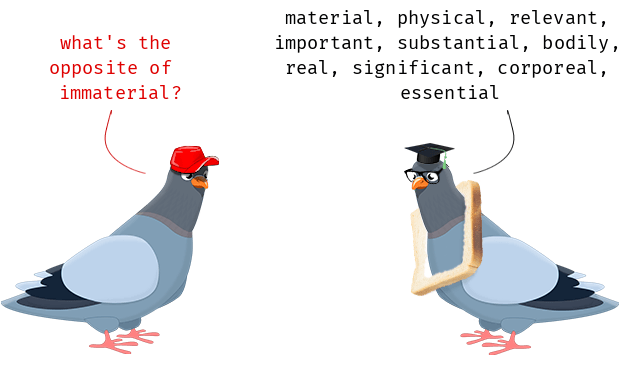 what's the
opposite of
immaterial?
material, physical, relevant,
important, substantial, bodily,
real, significant, corporeal,
essential